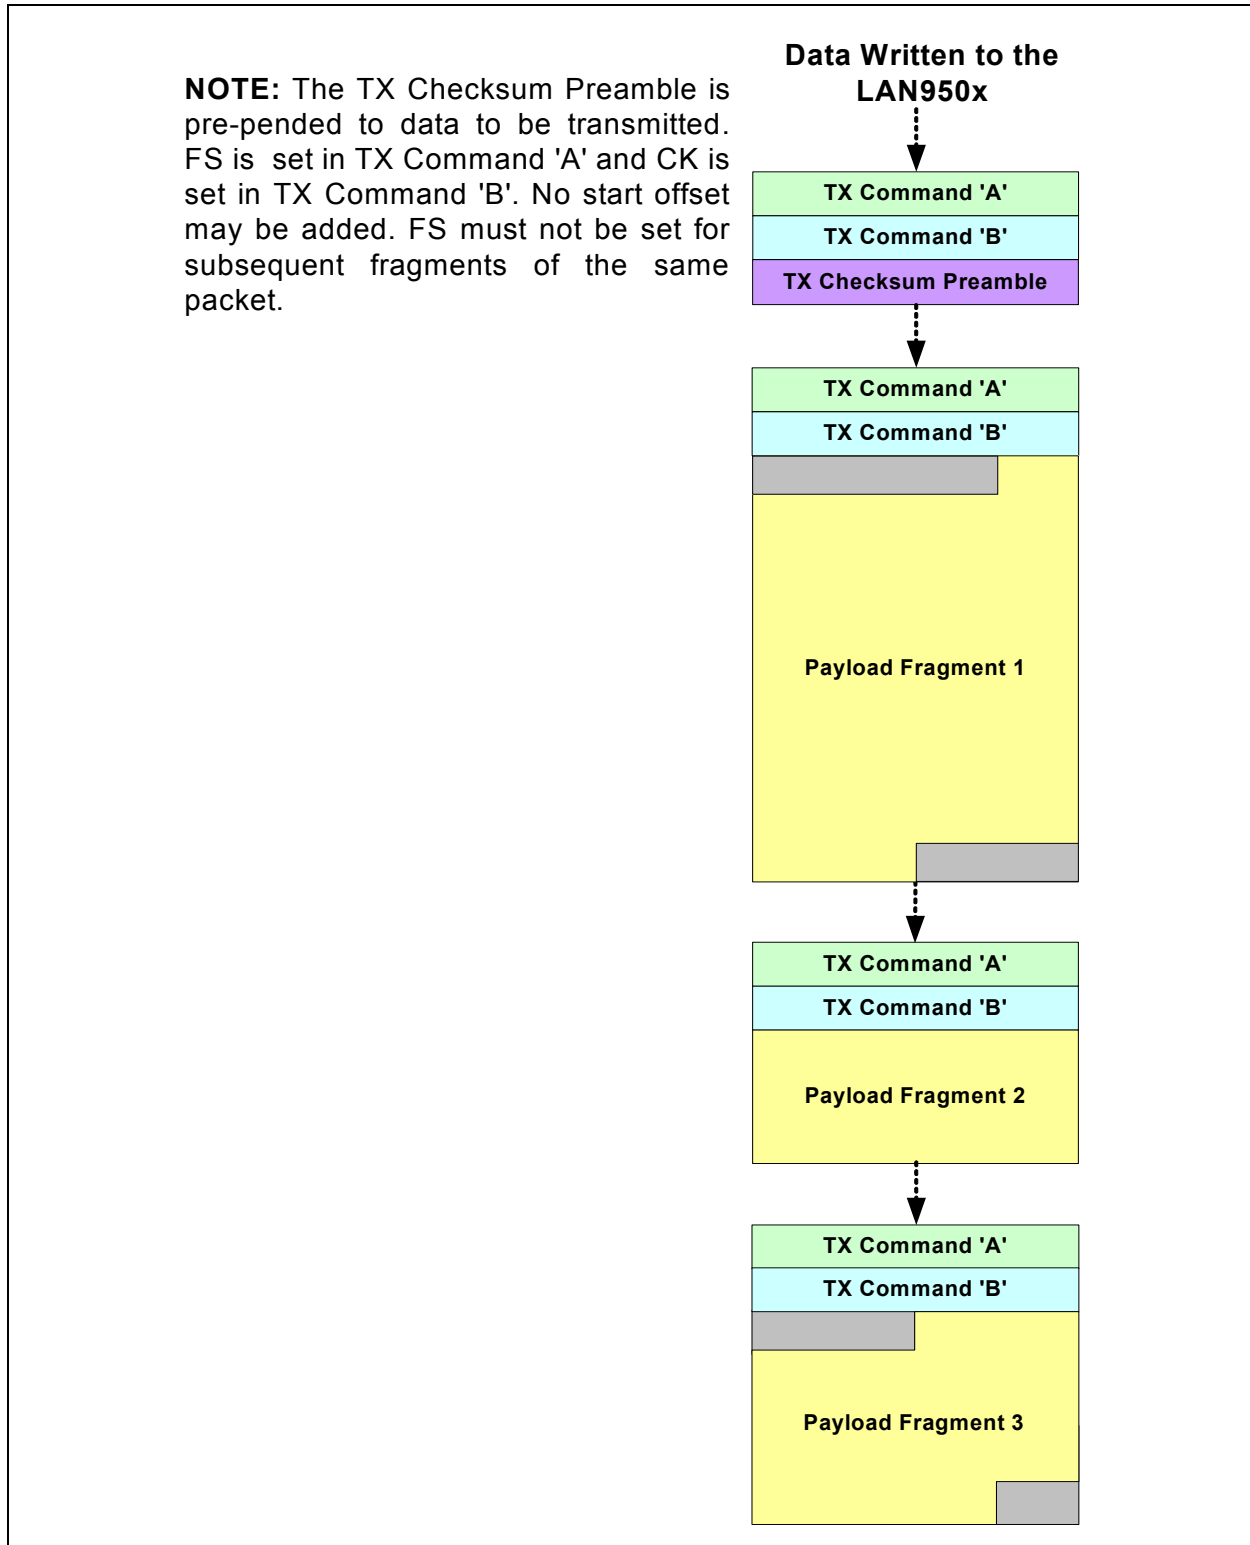 NOTE: The TX Checksum Preamble is
pre-pended to data to be transmitted.
FS is set in TX Command 'A' and CK is
set in TX Command 'B'. No start offset
may be added. FS must not be set for
subsequent fragments of the same
packet.
Data Written to the
LAN950x
TX Command 'A'
TX Command 'B'
TX Checksum Preamble
TX Command 'A'
TX Command 'B'
Payload Fragment 1
TX Command 'A'
TX Command 'B'
Payload Fragment 2
TX Command 'A'
TX Command 'B'
Payload Fragment 3